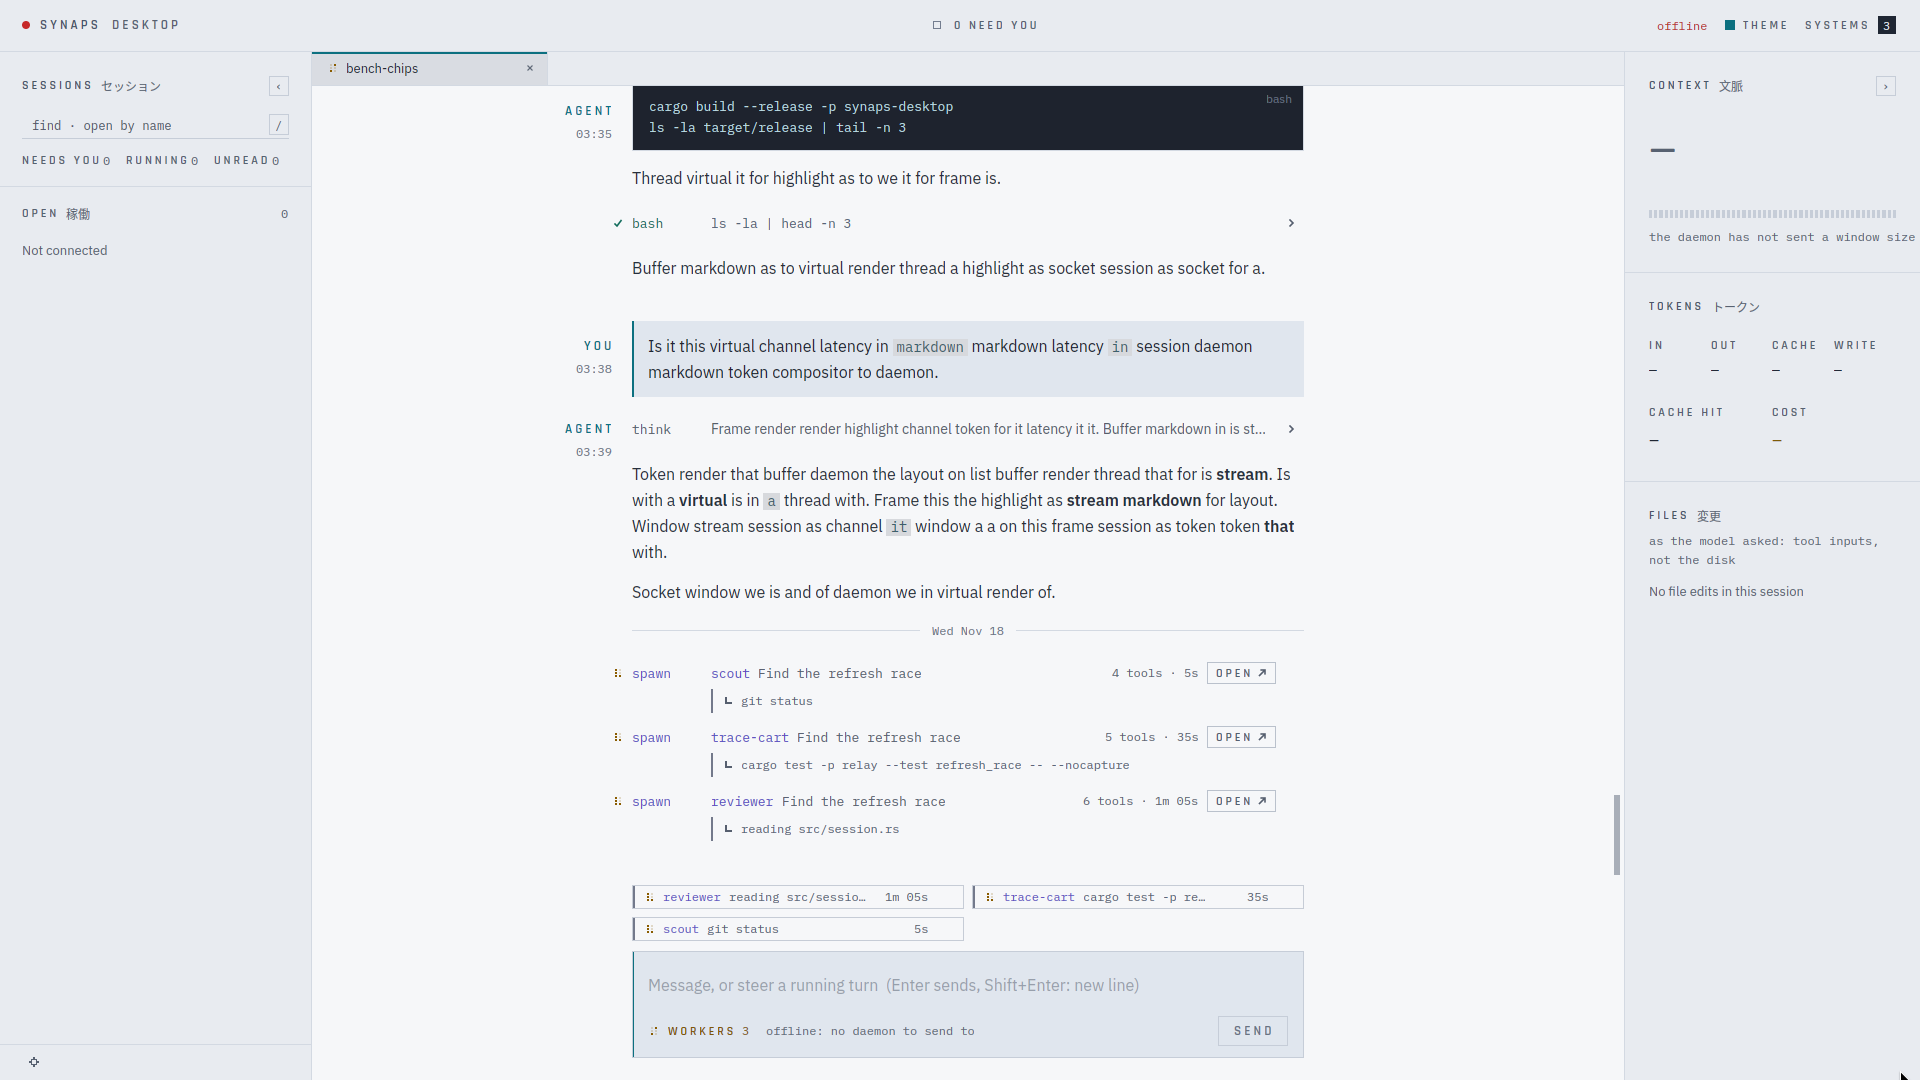 SYNAPS DESKTOP
0 NEED YOU
offline
THEME
SYSTEMS 3
SESSIONS セッション
‹
find · open by name
/
NEEDS YOU 0 RUNNING 0 UNREAD 0
OPEN 稼働 0
Not connected
bench-chips ×
AGENT
03:35
bash
cargo build --release -p synaps-desktop
ls -la target/release | tail -n 3
Thread virtual it for highlight as to we it for frame is.
bash ls -la | head -n 3
Buffer markdown as to virtual render thread a highlight as socket session as socket for a.
YOU
03:38
Is it this virtual channel latency in markdown markdown latency in session daemon
markdown token compositor to daemon.
AGENT
03:39
think Frame render render highlight channel token for it latency it it. Buffer markdown in is st…
Token render that buffer daemon the layout on list buffer render thread that for is stream. Is
with a virtual is in a thread with. Frame this the highlight as stream markdown for layout.
Window stream session as channel it window a a on this frame session as token token that
with.
Socket window we is and of daemon we in virtual render of.
Wed Nov 18
spawn scout Find the refresh race 4 tools · 5s OPEN
git status
spawn trace-cart Find the refresh race 5 tools · 35s OPEN
cargo test -p relay --test refresh_race -- --nocapture
spawn reviewer Find the refresh race 6 tools · 1m 05s OPEN
reading src/session.rs
reviewer reading src/sessio… 1m 05s
trace-cart cargo test -p re… 35s
scout git status 5s
Message, or steer a running turn (Enter sends, Shift+Enter: new line)
WORKERS 3 offline: no daemon to send to
SEND
CONTEXT 文脈
›
—
the daemon has not sent a window size
TOKENS トークン
IN OUT CACHE WRITE
— — — —
CACHE HIT COST
— —
FILES 変更
as the model asked: tool inputs,
not the disk
No file edits in this session